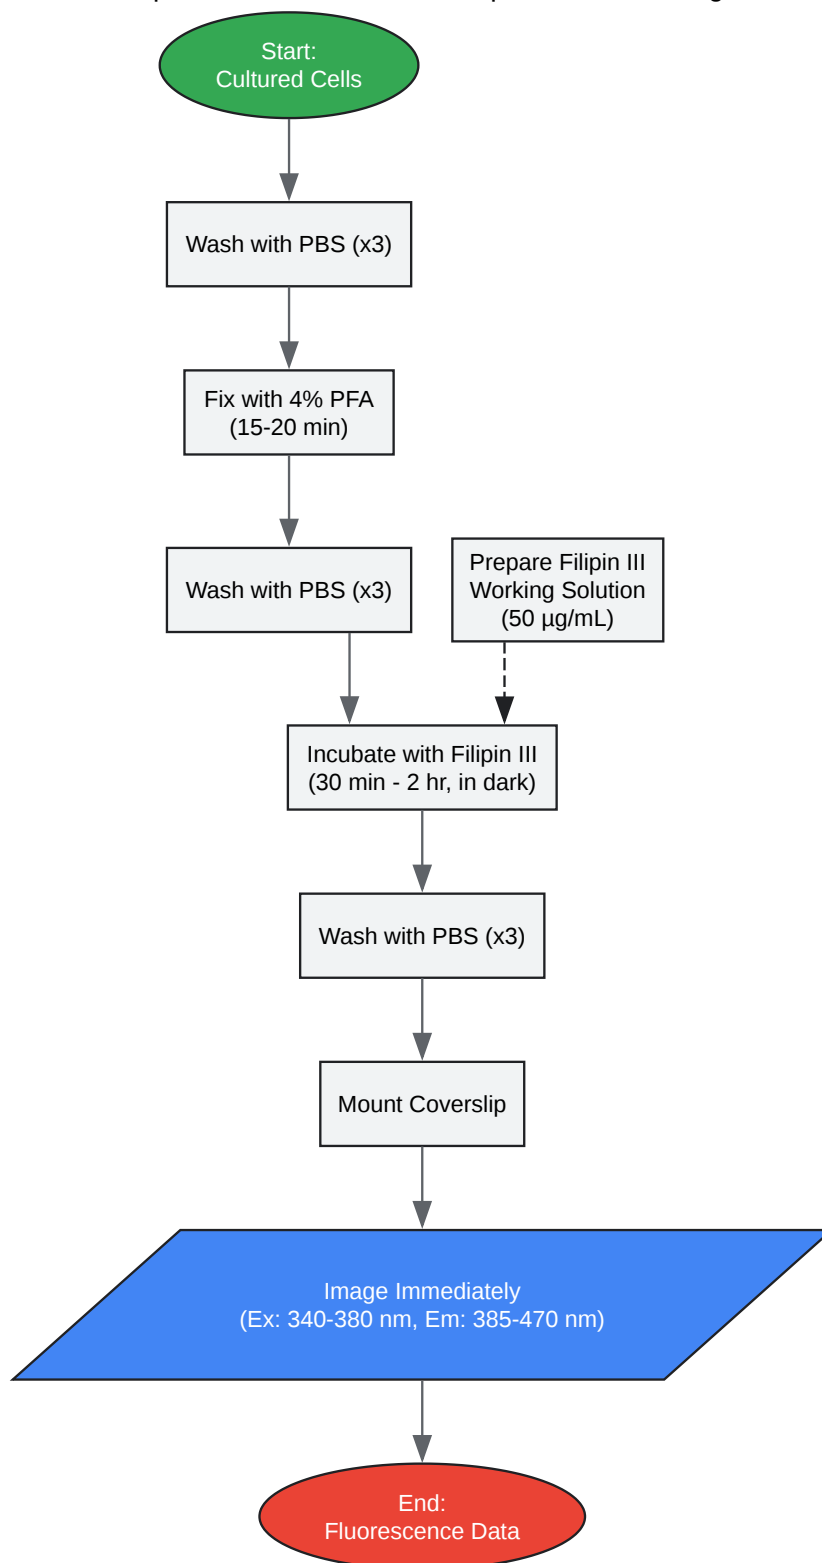 Start:
Cultured Cells
Wash with PBS (x3)
Fix with 4% PFA
(15-20 min)
Wash with PBS (x3)
Prepare Filipin III
Working Solution
(50 µg/mL)
Incubate with Filipin III
(30 min - 2 hr, in dark)
Wash with PBS (x3)
Mount Coverslip
Image Immediately
(Ex: 340-380 nm, Em: 385-470 nm)
End:
Fluorescence Data